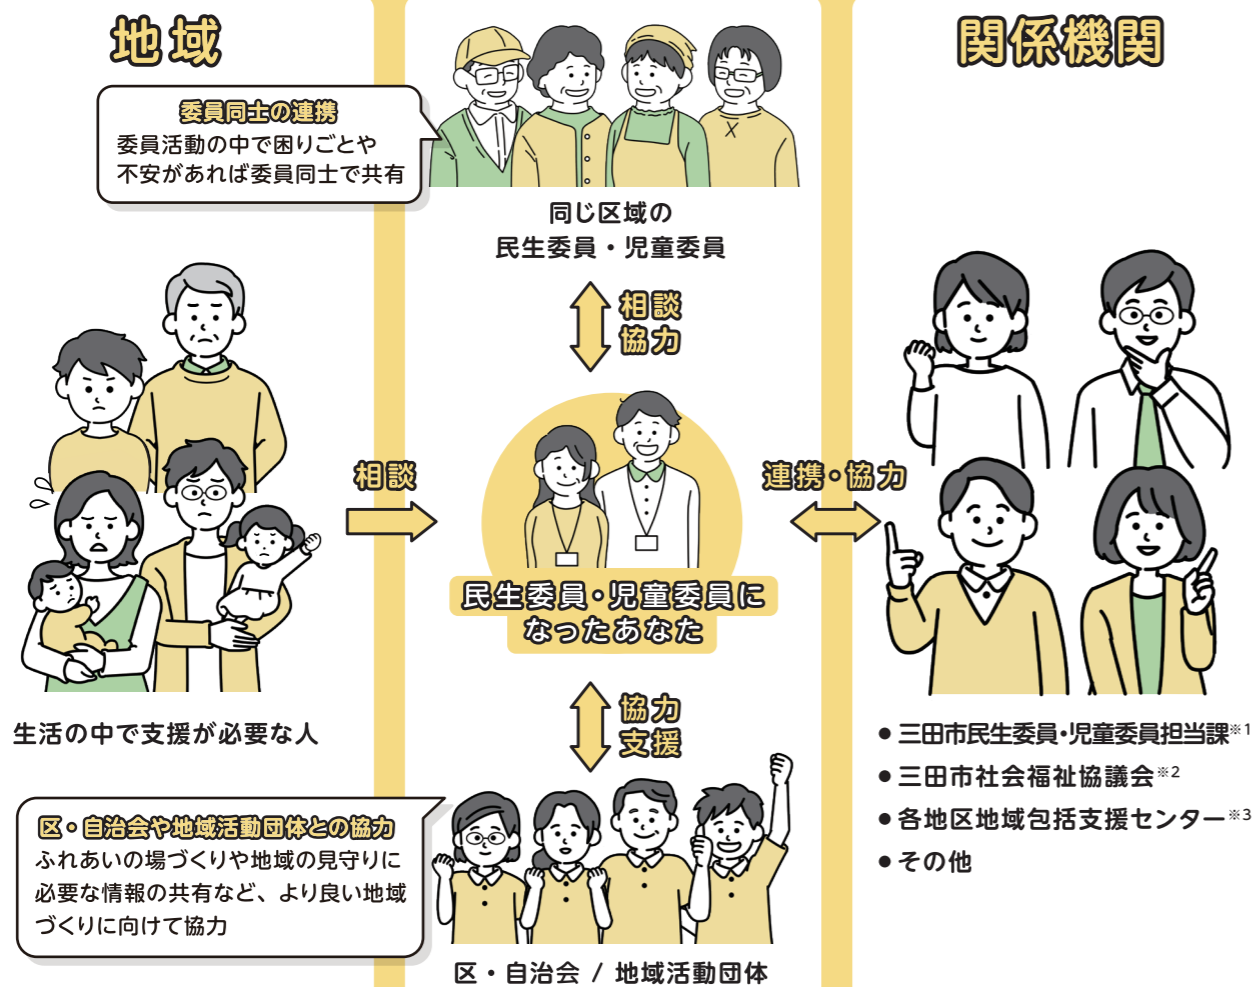 地域
関係機関
委員同士の連携
委員活動の中で困りごとや
不安があれば委員同士で共有
同じ区域の
民生委員・児童委員
相談
協力
相談
連携・協力
民生委員・児童委員に
なったあなた
協力
支援
生活の中で支援が必要な人
区・自治会や地域活動団体との協力
ふれあいの場づくりや地域の見守りに
必要な情報の共有など、より良い地域
づくりに向けて協力
区・自治会 / 地域活動団体
● 三田市民生委員・児童委員担当課※1
● 三田市社会福祉協議会※2
● 各地区地域包括支援センター※3
● その他